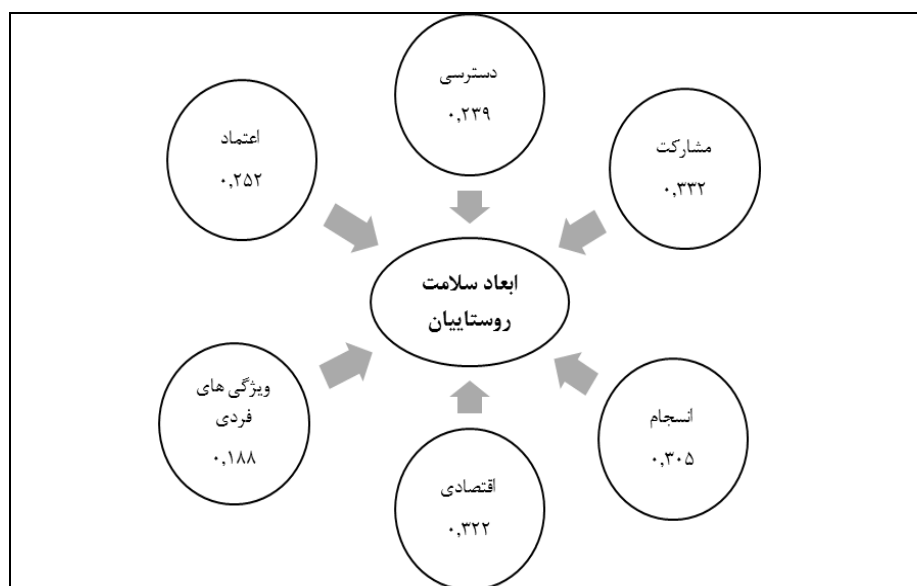 دسترسی
۰,۲۳۹
مشارکت
۰,۳۳۲
اعتماد
۰,۲۵۲
ابعاد سلامت
روستاییان
انسجام
۰,۳۰۵
ویژگی های
فردی
۰,۱۸۸
اقتصادی
۰,۳۲۲